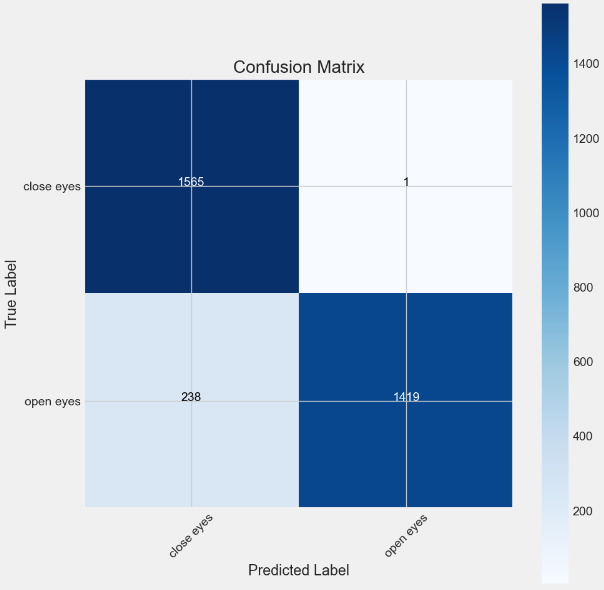 Confusion Matrix
True Label
close eyes
1565
1
open eyes
238
1419
close eyes
open eyes
Predicted Label
1400
1200
1000
800
600
400
200